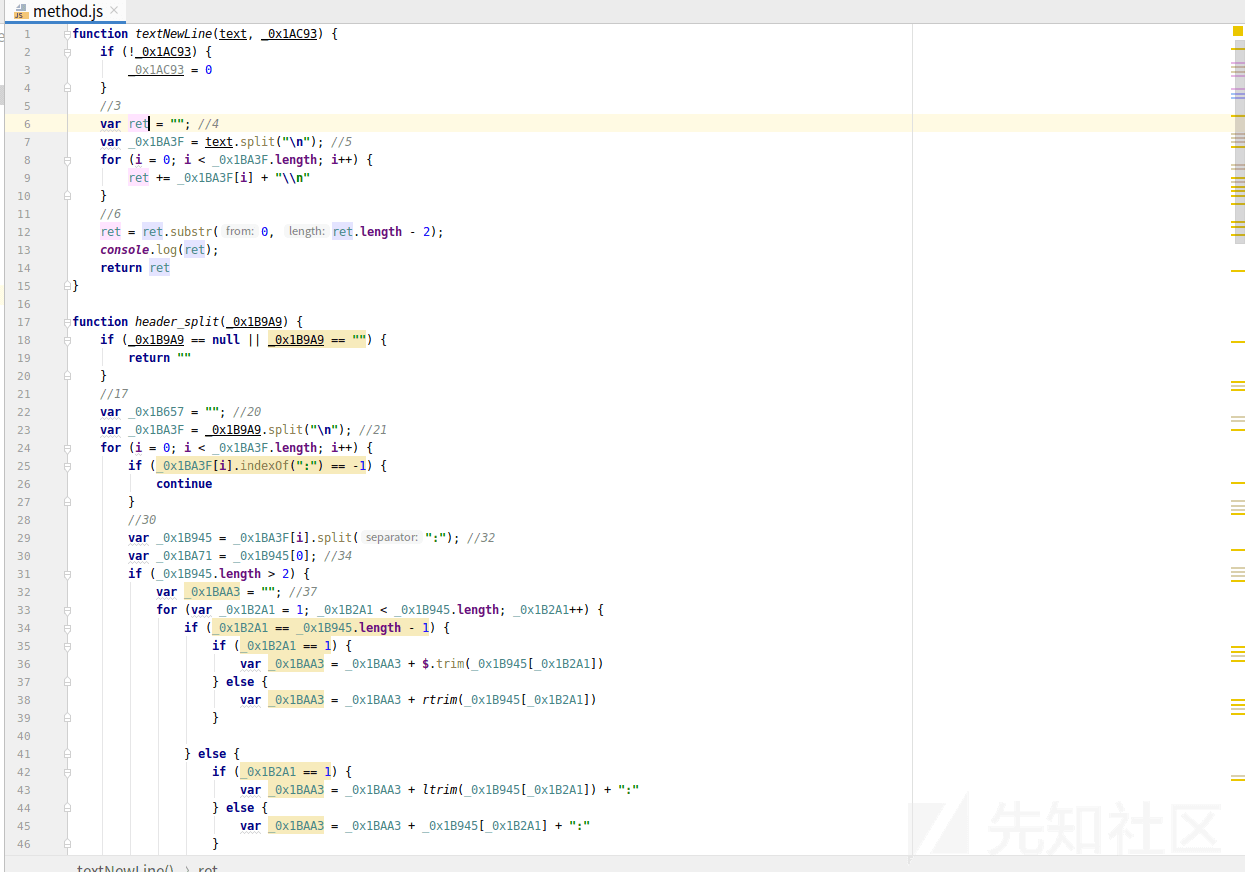 JS method.js ×
1 function textNewLine(text, _0x1AC93) {
2 if (!_0x1AC93) {
3 _0x1AC93 = 0
4 }
5 //3
6 var ret = ""; //4
7 var _0x1BA3F = text.split("\n"); //5
8 for (i = 0; i < _0x1BA3F.length; i++) {
9 ret += _0x1BA3F[i] + "\\n"
10 }
11 //6
12 ret = ret.substr( from: 0, length: ret.length - 2);
13 console.log(ret);
14 return ret
15 }
16
17 function header_split(_0x1B9A9) {
18 if (_0x1B9A9 == null || _0x1B9A9 == "") {
19 return ""
20 }
21 //17
22 var _0x1B657 = ""; //20
23 var _0x1BA3F = _0x1B9A9.split("\n"); //21
24 for (i = 0; i < _0x1BA3F.length; i++) {
25 if (_0x1BA3F[i].indexOf(":") == -1) {
26 continue
27 }
28 //30
29 var _0x1B945 = _0x1BA3F[i].split( separator: ":"); //32
30 var _0x1BA71 = _0x1B945[0]; //34
31 if (_0x1B945.length > 2) {
32 var _0x1BAA3 = ""; //37
33 for (var _0x1B2A1 = 1; _0x1B2A1 < _0x1B945.length; _0x1B2A1++) {
34 if (_0x1B2A1 == _0x1B945.length - 1) {
35 if (_0x1B2A1 == 1) {
36 var _0x1BAA3 = _0x1BAA3 + $.trim(_0x1B945[_0x1B2A1])
37 } else {
38 var _0x1BAA3 = _0x1BAA3 + rtrim(_0x1B945[_0x1B2A1])
39 }
40
41 } else {
42 if (_0x1B2A1 == 1) {
43 var _0x1BAA3 = _0x1BAA3 + ltrim(_0x1B945[_0x1B2A1]) + ":"
44 } else {
45 var _0x1BAA3 = _0x1BAA3 + _0x1B945[_0x1B2A1] + ":"
46 }
先知社区
textNewLine() › ret